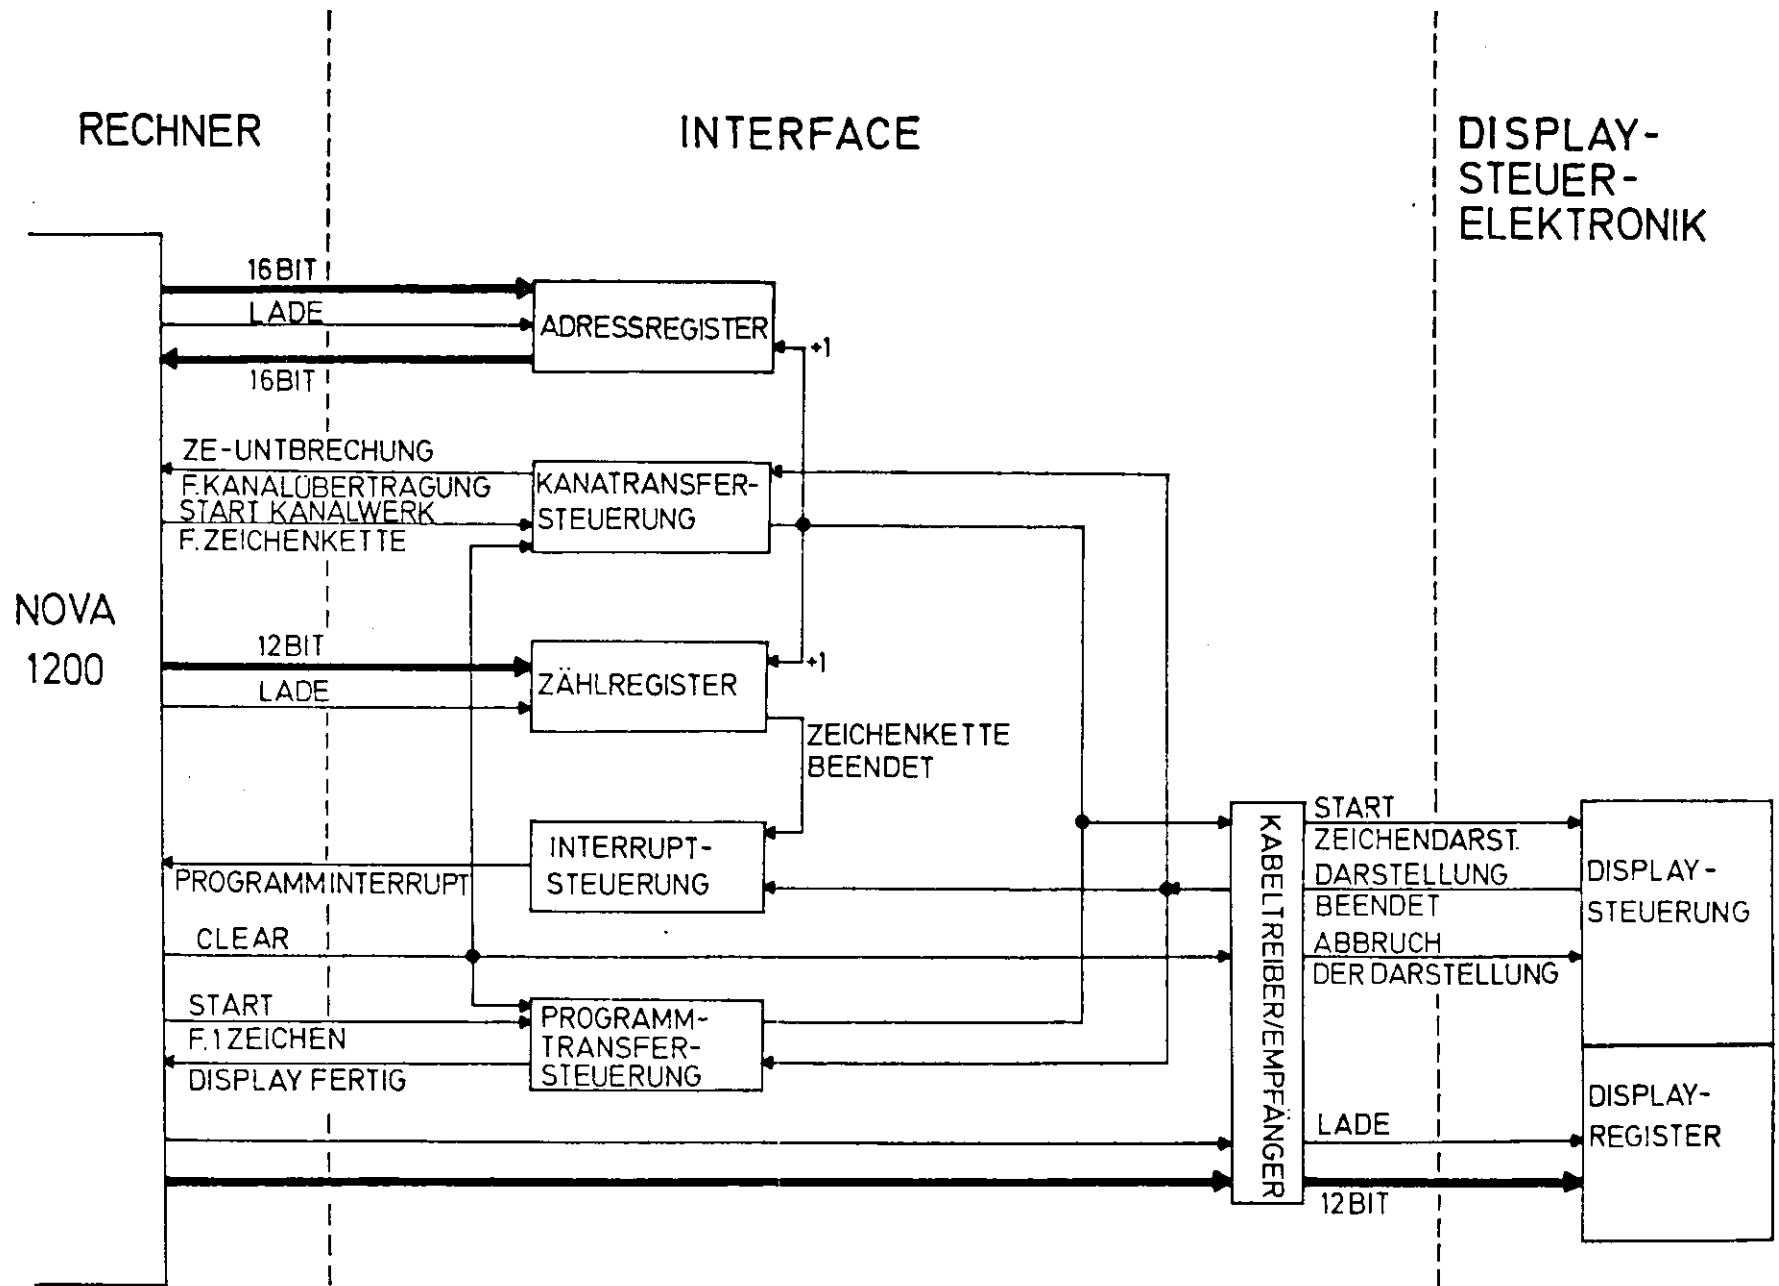 RECHNER
INTERFACE
DISPLAY-
STEUER-
ELEKTRONIK
NOVA
1200
16BIT
LADE
16BIT
ADRESSREGISTER
+1
ZE-UNTBRECHUNG
F.KANALÜBERTRAGUNG
START KANALWERK
F.ZEICHENKETTE
KANATRANSFER-
STEUERUNG
12BIT
LADE
ZÄHLREGISTER
+1
ZEICHENKETTE
BEENDET
INTERRUPT-
STEUERUNG
PROGRAMMINTERRUPT
CLEAR
START
F.1ZEICHEN
DISPLAY FERTIG
PROGRAMM-
TRANSFER-
STEUERUNG
KABELTREIBER/EMPFÄNGER
START
ZEICHENDARST.
DARSTELLUNG
BEENDET
ABBRUCH
DER DARSTELLUNG
LADE
12BIT
DISPLAY-
STEUERUNG
DISPLAY-
REGISTER